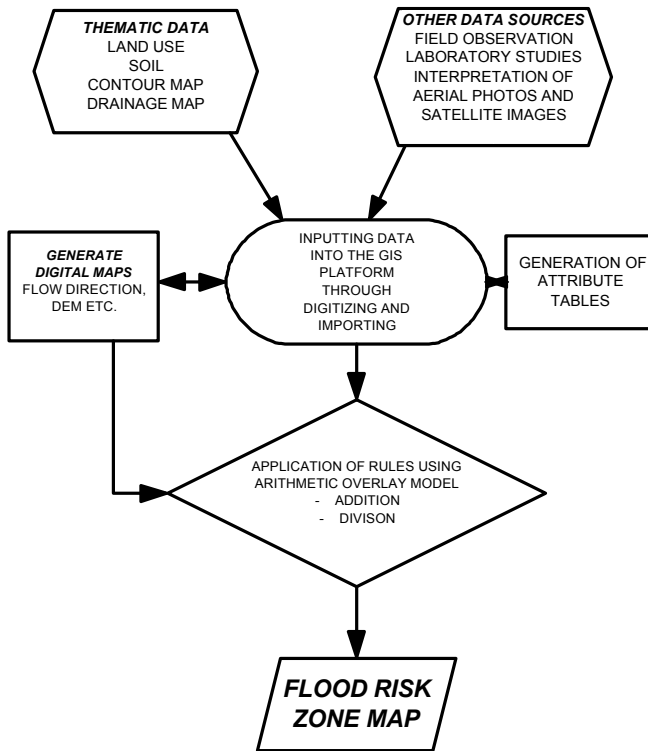 THEMATIC DATA
LAND USE
SOIL
CONTOUR MAP
DRAINAGE MAP
OTHER DATA SOURCES
FIELD OBSERVATION
LABORATORY STUDIES
INTERPRETATION OF
AERIAL PHOTOS AND
SATELLITE IMAGES
GENERATE
DIGITAL MAPS
FLOW DIRECTION,
DEM ETC.
INPUTTING DATA
INTO THE GIS
PLATFORM
THROUGH
DIGITIZING AND
IMPORTING
GENERATION OF
ATTRIBUTE
TABLES
APPLICATION OF RULES USING
ARITHMETIC OVERLAY MODEL
- ADDITION
- DIVISON
FLOOD RISK
ZONE MAP